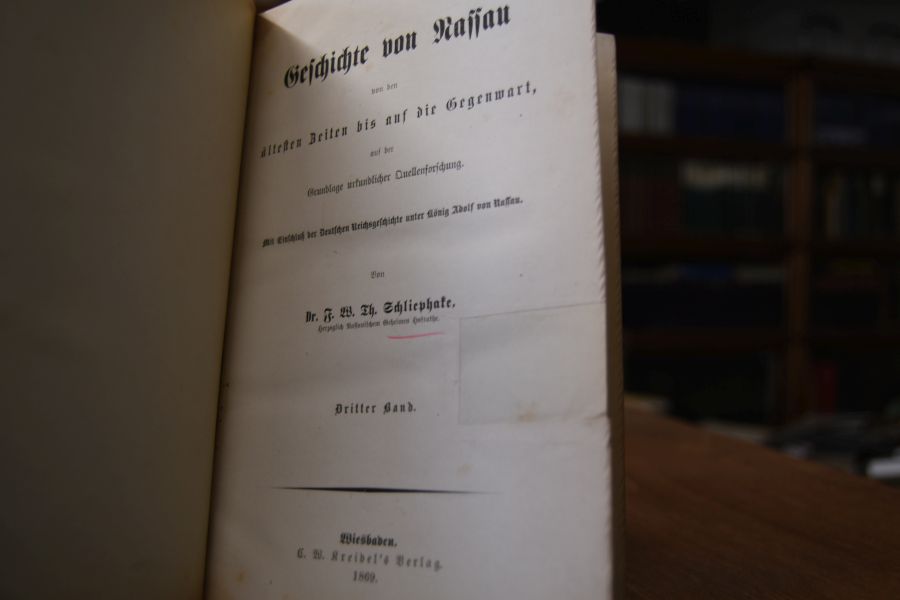 Geschichte von Nassau
von den
ältesten Zeiten bis auf die Gegenwart,
auf der
Grundlage urkundlicher Quellenforschung.
Mit Einschluß der Deutschen Reichsgeschichte unter König Adolf von Nassau.
Von
Dr. F. W. Th. Schliephake,
Herzoglich Nassauischem Geheimen Hofrathe.
Dritter Band.
Wiesbaden.
C. W. Kreidel's Verlag.
1869.